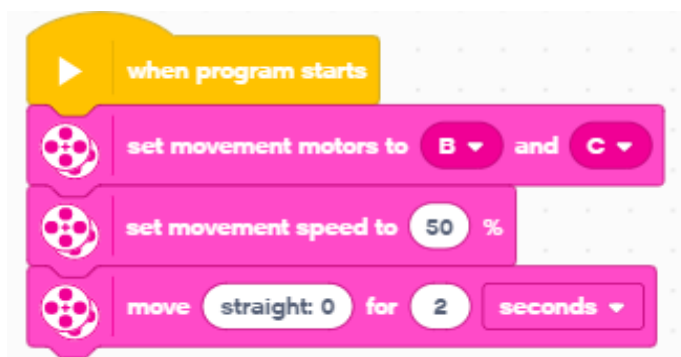 when program starts
set movement motors to B and C
set movement speed to 50 %
move straight: 0 for 2 seconds